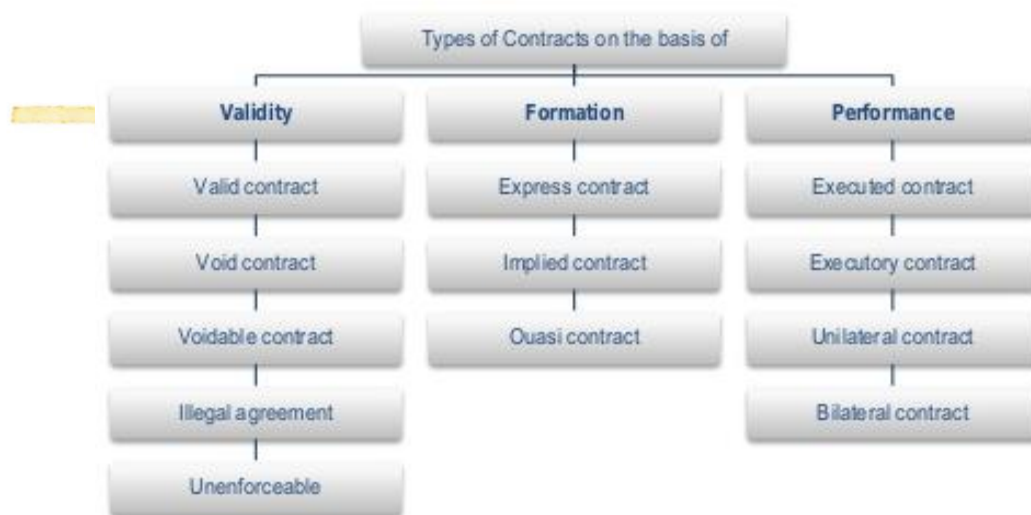 Types of Contracts on the basis of
Validity
Valid contract
Void contract
Voidable contract
Illegal agreement
Unenforceable
Formation
Express contract
Implied contract
Ouasi contract
Performance
Executed contract
Executory contract
Unilateral contract
Bilateral contract